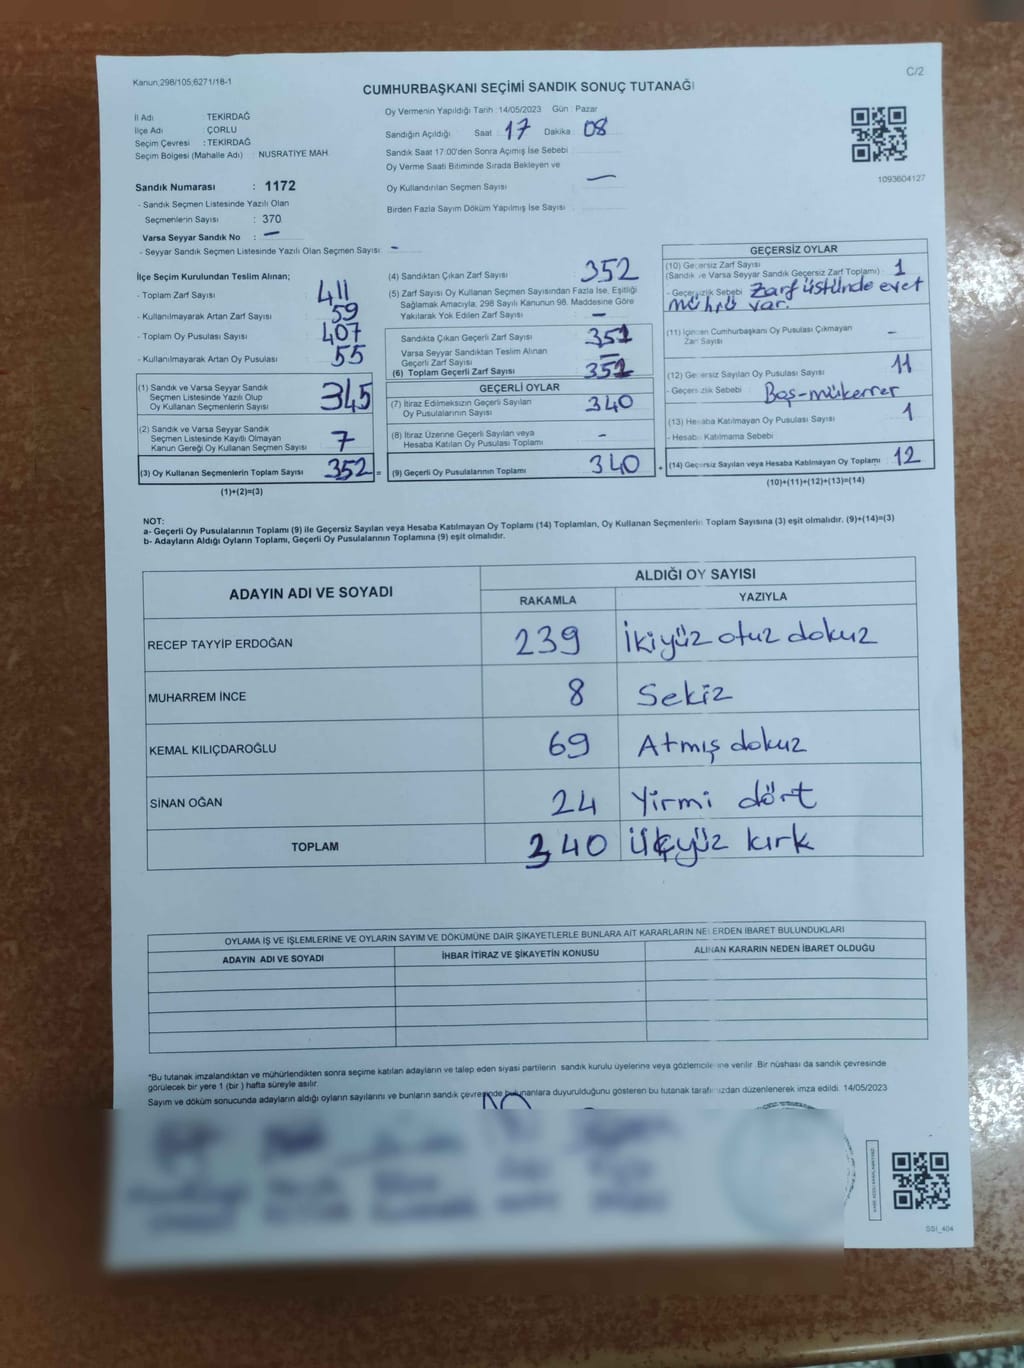 Kanun;298/105;6271/18-1
C/2
CUMHURBAŞKANI SEÇİMİ SANDIK SONUÇ TUTANAĞI
İl Adı TEKİRDAĞ
İlçe Adı ÇORLU
Seçim Çevresi : TEKİRDAĞ
Seçim Bölgesi (Mahalle Adı) : NUSRATİYE MAH.
Sandık Numarası : 1172
- Sandık Seçmen Listesinde Yazılı Olan
Seçmenlerin Sayısı : 370
Varsa Seyyar Sandık No : -
- Seyyar Sandık Seçmen Listesinde Yazılı Olan Seçmen Sayısı: -
Oy Vermenin Yapıldığı Tarih :14/05/2023 Gün : Pazar
Sandığın Açıldığı Saat : 17 Dakika : 08
Sandık Saat 17:00'den Sonra Açımış İse Sebebi :
Oy Verme Saati Bitiminde Sırada Bekleyen ve
Oy Kullandırılan Seçmen Sayısı : -
Birden Fazla Sayım Döküm Yapılmış İse Sayısı :
1093604127
İlçe Seçim Kurulundan Teslim Alınan;
- Toplam Zarf Sayısı 411
- Kullanılmayarak Artan Zarf Sayısı 59
- Toplam Oy Pusulası Sayısı 407
- Kullanılmayarak Artan Oy Pusulası 55
(1) Sandık ve Varsa Seyyar Sandık
Seçmen Listesinde Yazılı Olup
Oy Kullanan Seçmenlerin Sayısı 345
(2) Sandık ve Varsa Seyyar Sandık
Seçmen Listesinde Kayıtlı Olmayan
Kanun Gereği Oy Kullanan Seçmen Sayısı 7
(3) Oy Kullanan Seçmenlerin Toplam Sayısı 352 =
(1)+(2)=(3)
(4) Sandıktan Çıkan Zarf Sayısı 352
(5) Zarf Sayısı Oy Kullanan Seçmen Sayısından Fazla İse, Eşitliği
Sağlamak Amacıyla, 298 Sayılı Kanunun 98. Maddesine Göre
Yakılarak Yok Edilen Zarf Sayısı -
Sandıkta Çıkan Geçerli Zarf Sayısı 351
Varsa Seyyar Sandıktan Teslim Alınan
Geçerli Zarf Sayısı -
(6) Toplam Geçerli Zarf Sayısı 351
GEÇERLİ OYLAR
(7) İtiraz Edilmeksizin Geçerli Sayılan
Oy Pusulalarının Sayısı 340
(8) İtiraz Üzerine Geçerli Sayılan veya
Hesaba Katılan Oy Pusulası Toplamı -
(9) Geçerli Oy Pusulalarının Toplamı 340 +
GEÇERSİZ OYLAR
(10) Geçersiz Zarf Sayısı
(Sandık ve Varsa Seyyar Sandık Geçersiz Zarf Toplamı) : 1
- Geçersizlik Sebebi Zarf üstünde evet
mührü var.
(11) İçinden Cumhurbaşkanı Oy Pusulası Çıkmayan
Zarf Sayısı -
(12) Geçersiz Sayılan Oy Pusulası Sayısı 11
- Geçersizlik Sebebi Boş-mükerrer
(13) Hesaba Katılmayan Oy Pusulası Sayısı 1
- Hesaba Katılmama Sebebi
(14) Geçersiz Sayılan veya Hesaba Katılmayan Oy Toplamı 12
(10)+(11)+(12)+(13)=(14)
NOT:
a- Geçerli Oy Pusulalarının Toplamı (9) ile Geçersiz Sayılan veya Hesaba Katılmayan Oy Toplamı (14) Toplamları, Oy Kullanan Seçmenlerin Toplam Sayısına (3) eşit olmalıdır. (9)+(14)=(3)
b- Adayların Aldığı Oyların Toplamı, Geçerli Oy Pusulalarının Toplamına (9) eşit olmalıdır.
ADAYIN ADI VE SOYADI ALDIĞI OY SAYISI
RAKAMLA YAZIYLA
RECEP TAYYİP ERDOĞAN 239 İkiyüz otuz dokuz
MUHARREM İNCE 8 Sekiz
KEMAL KILIÇDAROĞLU 69 Atmış dokuz
SİNAN OĞAN 24 Yirmi dört
TOPLAM 340 Üçyüz kırk
OYLAMA İŞ VE İŞLEMLERİNE VE OYLARIN SAYIM VE DÖKÜMÜNE DAİR ŞİKAYETLERLE BUNLARA AİT KARARLARIN NELERDEN İBARET BULUNDUKLARI
ADAYIN ADI VE SOYADI İHBAR İTİRAZ VE ŞİKAYETİN KONUSU ALINAN KARARIN NEDEN İBARET OLDUĞU
*Bu tutanak imzalandıktan ve mühürlendikten sonra seçime katılan adayların ve talep eden siyasi partilerin sandık kurulu üyelerine veya gözlemcilerine verilir. Bir nüshası da sandık çevresinde
görülecek bir yere 1 (bir) hafta süreyle asılır.
Sayım ve döküm sonucunda adayların aldığı oyların sayılarını ve bunların sandık çevresinde bulunanlara duyurulduğunu gösteren bu tutanak tarafımızdan düzenlenerek imza edildi. 14/05/2023
SSI_404